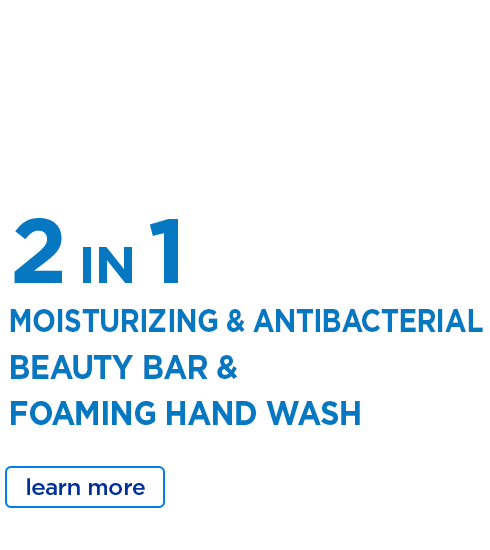 2 IN 1
MOISTURIZING & ANTIBACTERIAL
BEAUTY BAR &
FOAMING HAND WASH
learn more